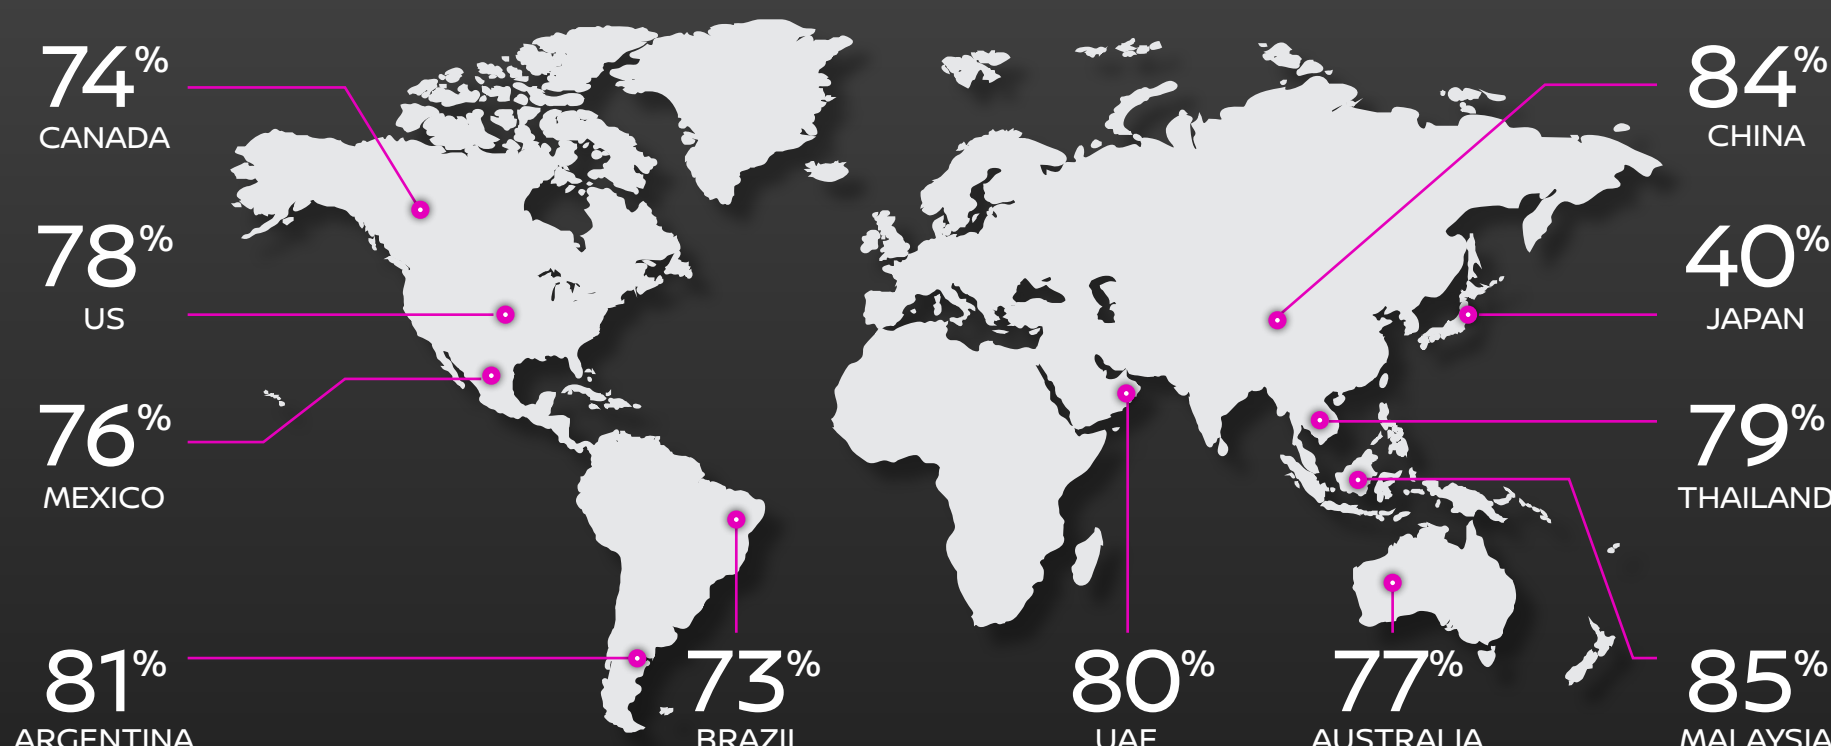 74%
CANADA
78%
US
76%
MEXICO
81%
ARGENTINA
73%
BRAZIL
80%
UAE
77%
AUSTRALIA
84%
CHINA
40%
JAPAN
79%
THAILAND
85%
MALAYSIA